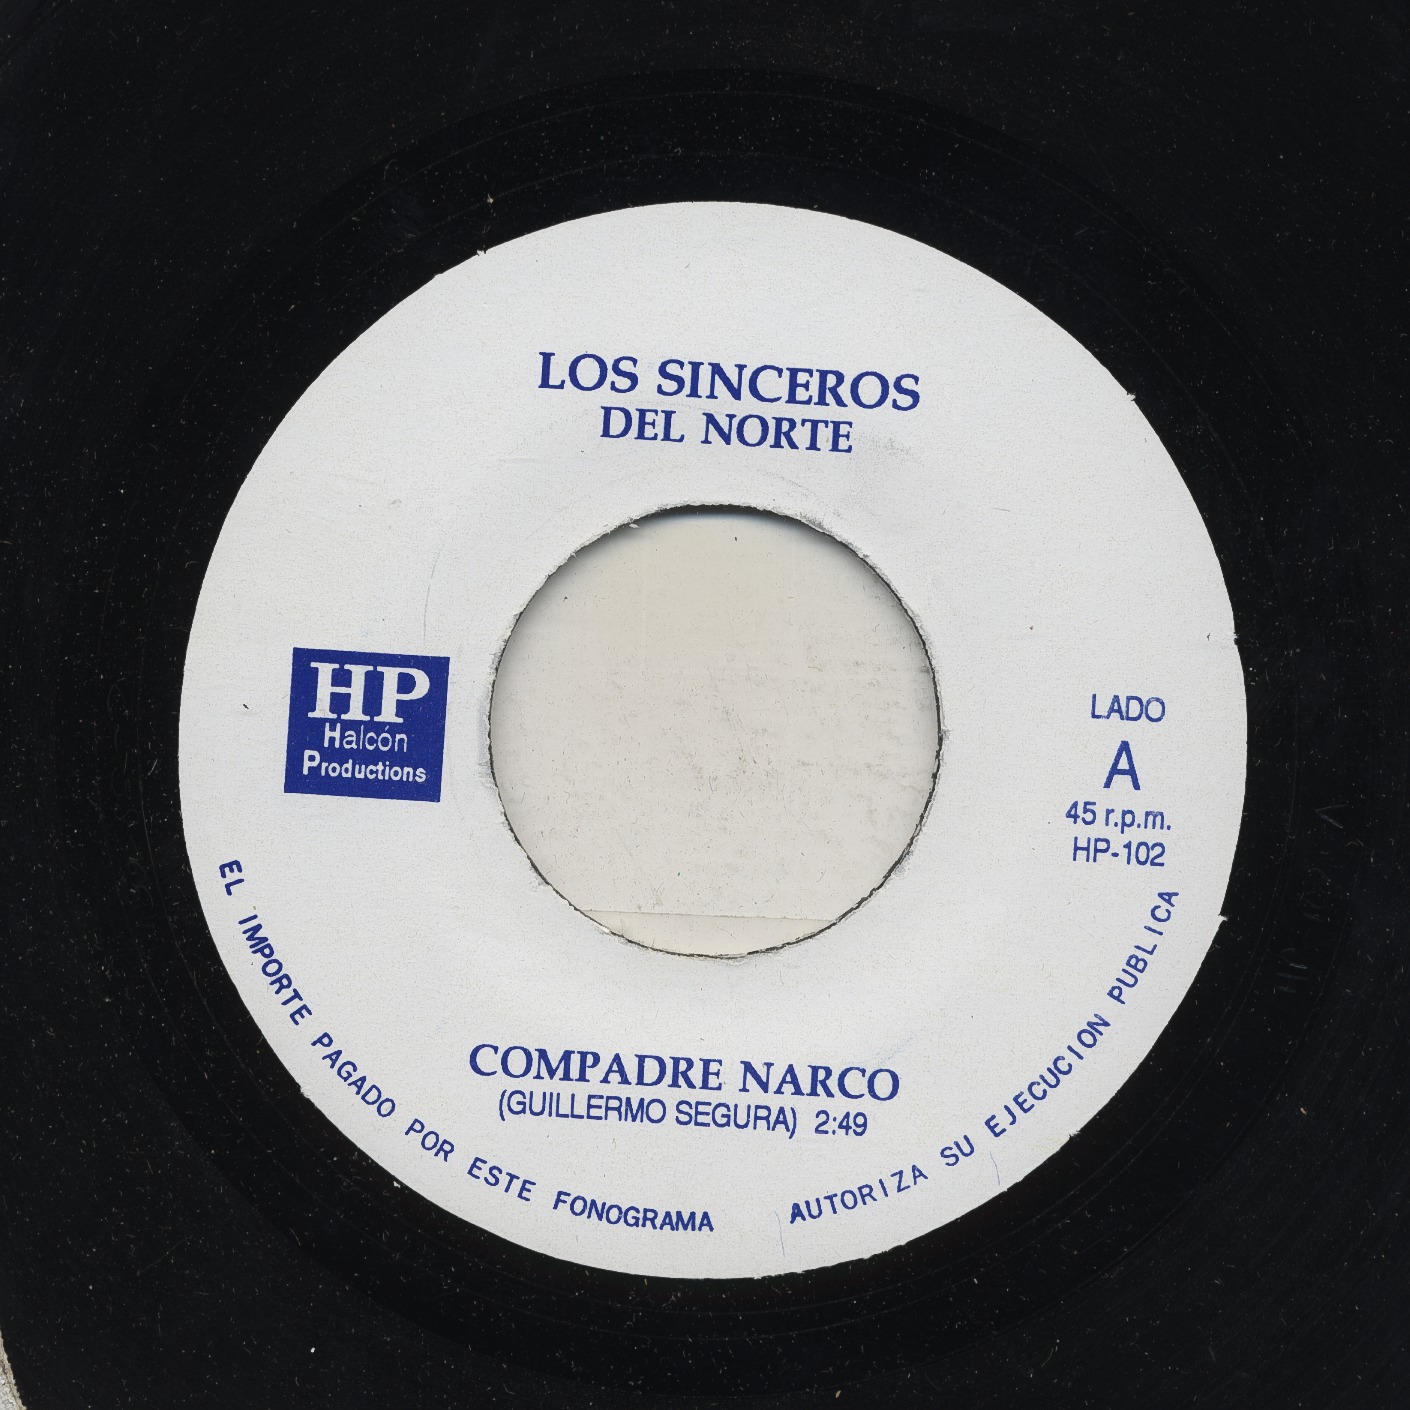 LOS SINCEROS
DEL NORTE
HP
Halcón
Productions
LADO
A
45 r.p.m.
HP-102
COMPADRE NARCO
(GUILLERMO SEGURA) 2:49
EL IMPORTE PAGADO POR ESTE FONOGRAMA AUTORIZA SU EJECUCION PUBLICA